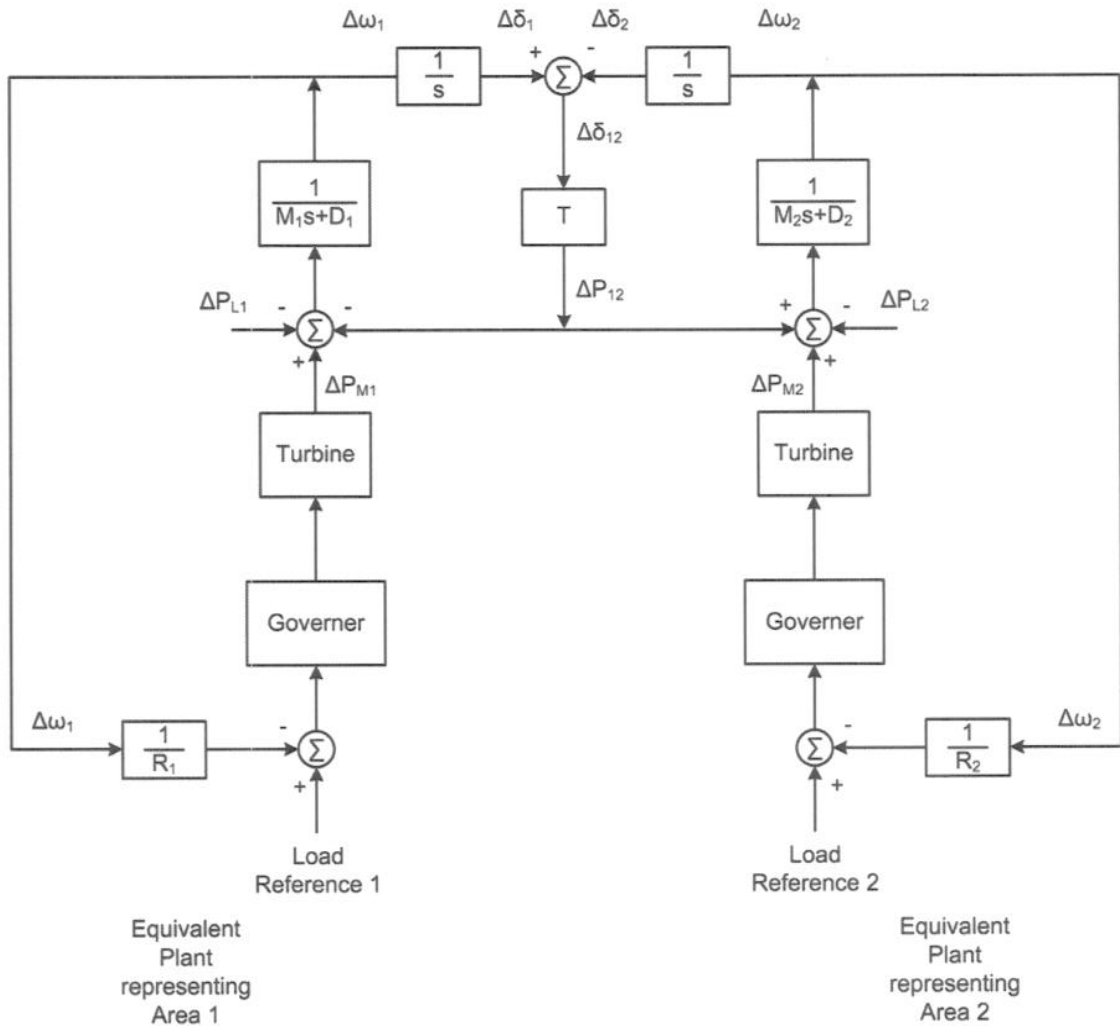 Δω₁ Δδ₁ Δδ₂ Δω₂
+ -
1
s
Σ
1
s
Δδ₁₂
1
M₁s+D₁
T
1
M₂s+D₂
ΔP₁₂
ΔP_L1 - - + - ΔP_L2
Σ Σ
+ +
ΔP_M1 ΔP_M2
Turbine Turbine
Governer Governer
Δω₁ - - Δω₂
1
R₁
Σ Σ
1
R₂
+ +
Load
Reference 1
Load
Reference 2
Equivalent
Plant
representing
Area 1
Equivalent
Plant
representing
Area 2